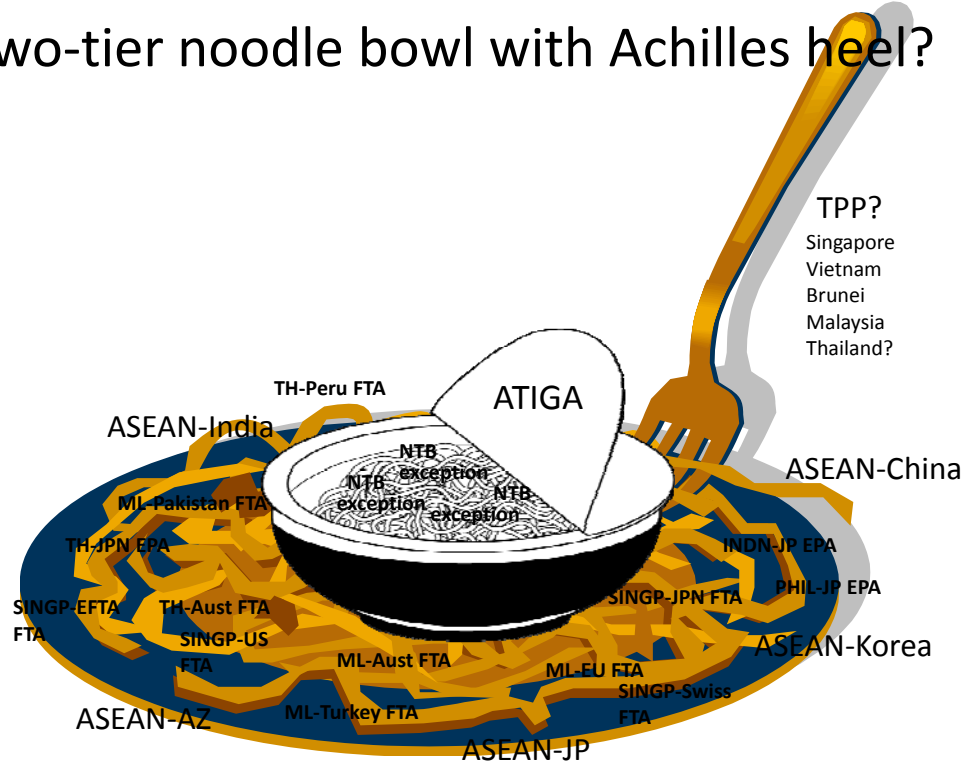 wo-tier noodle bowl with Achilles heel?
TPP?
Singapore
Vietnam
Brunei
Malaysia
Thailand?
TH-Peru FTA
ATIGA
ASEAN-India
NTB
exception
NTB
exception
NTB
exception
ASEAN-China
ML-Pakistan FTA
TH-JPN EPA
INDN-JP EPA
PHIL-JP EPA
SINGP-EFTA
FTA
TH-Aust FTA
SINGP-JPN FTA
SINGP-US
FTA
ASEAN-Korea
ML-Aust FTA
ML-EU FTA
SINGP-Swiss
FTA
ASEAN-AZ
ML-Turkey FTA
ASEAN-JP